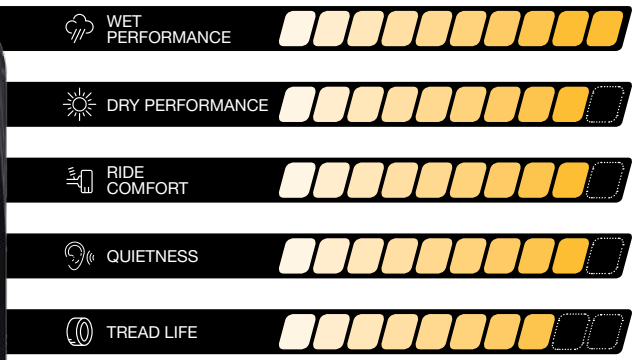 WET
PERFORMANCE
DRY PERFORMANCE
RIDE
COMFORT
QUIETNESS
TREAD LIFE